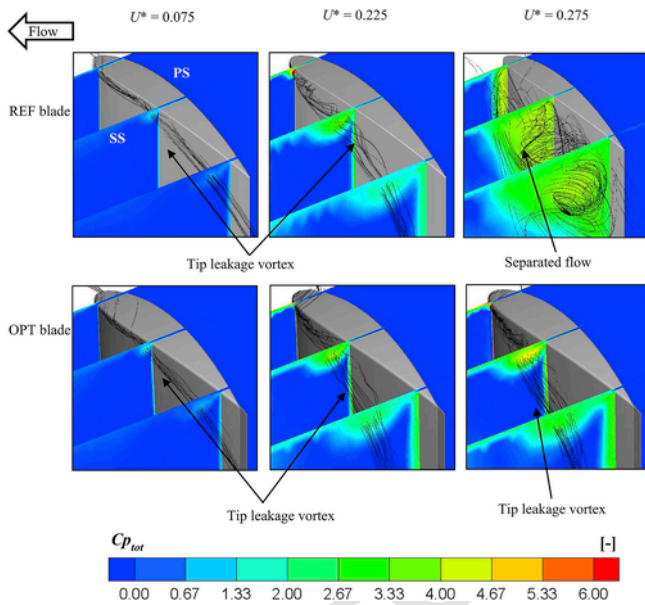 U* = 0.075 U* = 0.225 U* = 0.275
Flow
PS
REF blade
SS
Tip leakage vortex Separated flow
OPT blade
Tip leakage vortex Tip leakage vortex
Cp_tot [-]
0.00 0.67 1.33 2.00 2.67 3.33 4.00 4.67 5.33 6.00